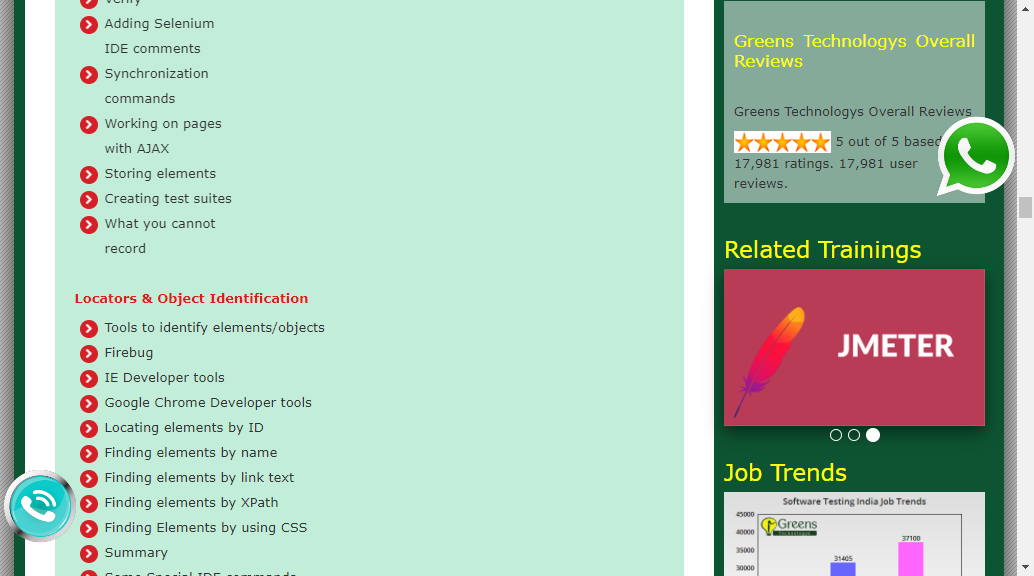 Verify
Adding Selenium
IDE comments
Synchronization
commands
Working on pages
with AJAX
Storing elements
Creating test suites
What you cannot
record
Locators & Object Identification
Tools to identify elements/objects
Firebug
IE Developer tools
Google Chrome Developer tools
Locating elements by ID
Finding elements by name
Finding elements by link text
Finding elements by XPath
Finding Elements by using CSS
Summary
Some Special IDE commands
Greens Technologys Overall
Reviews
Greens Technologys Overall Reviews
5 out of 5 based
17,981 ratings. 17,981 user
reviews.
Related Trainings
JMETER
Job Trends
Software Testing India Job Trends
45000
Greens
40000
37100
35000
31405
30000